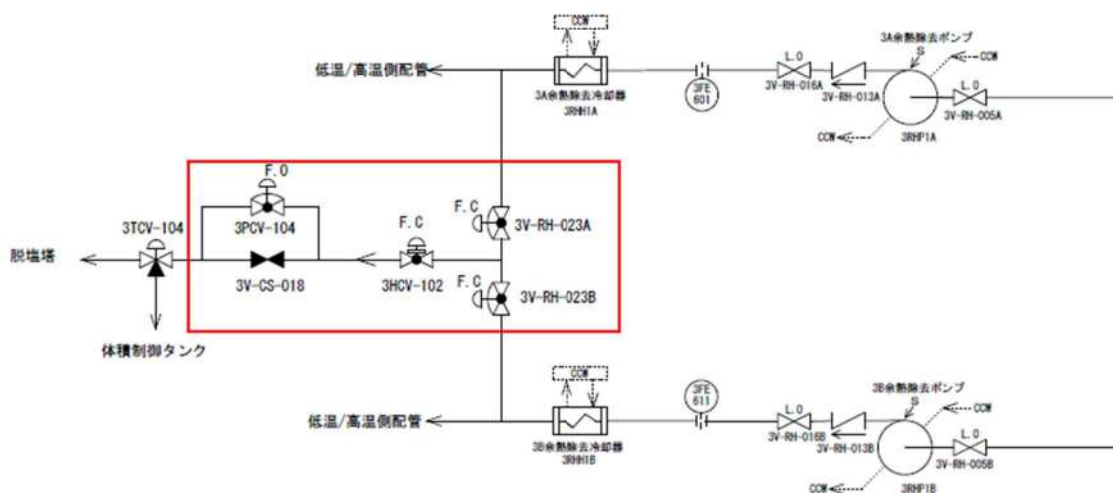 CCW
3A余熱除去ポンプ
S
低温/高温側配管
L.O
CCW
3A余熱除去冷却器
3RHH1A
3FE
601
3V-RH-016A
3V-RH-013A
L.O
3V-RH-005A
CCW
3RHP1A
F.O
3TCV-104
3PCV-104
F.C
F.C
3V-RH-023A
脱塩塔
3V-CS-018
3HCV-102
F.C
3V-RH-023B
体積制御タンク
CCW
3FE
611
3B余熱除去ポンプ
S
低温/高温側配管
L.O
CCW
3B余熱除去冷却器
3RHH1B
3V-RH-016B
3V-RH-013B
L.O
3V-RH-005B
CCW
3RHP1B